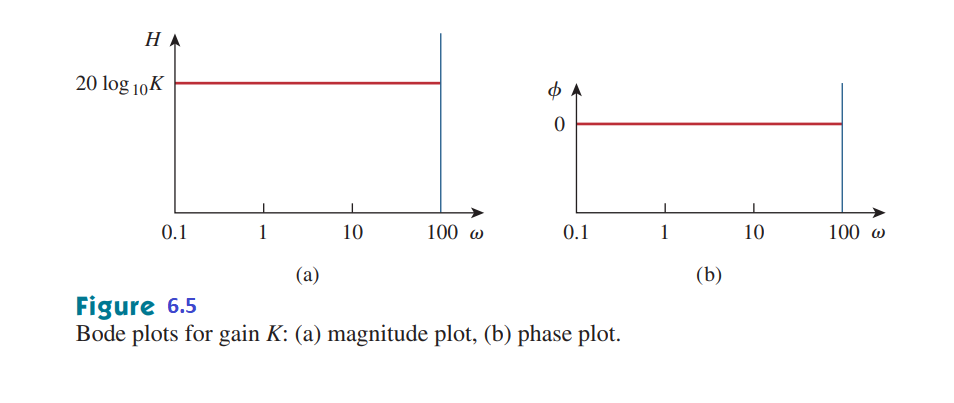 H
20 log 10K
0.1 1 10 100 ω
(a)
ϕ
0
0.1 1 10 100 ω
(b)
Figure 6.5
Bode plots for gain K: (a) magnitude plot, (b) phase plot.